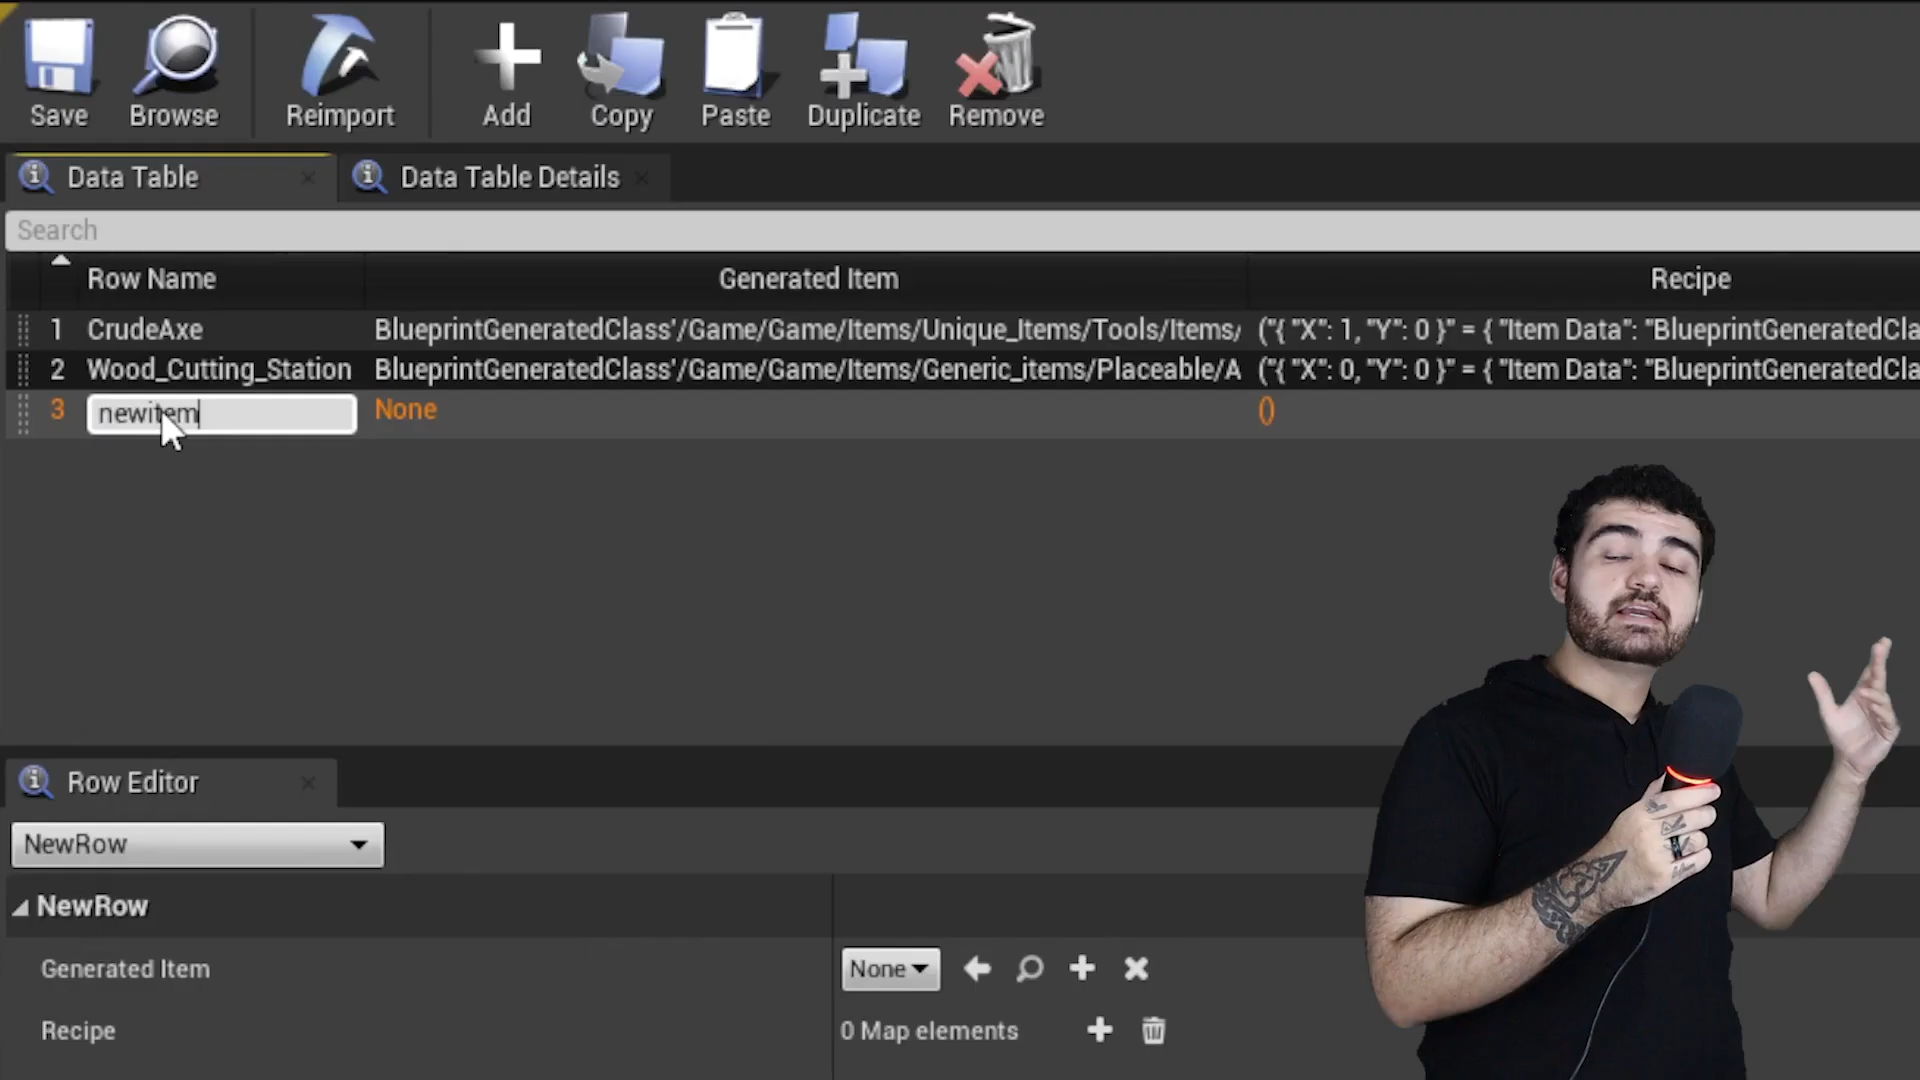 Save Browse Reimport Add Copy Paste Duplicate Remove
Data Table Data Table Details
Search
Row Name Generated Item Recipe
1 CrudeAxe BlueprintGeneratedClass'/Game/Game/Items/Unique_Items/Tools/Items/ ("{ "X": 1, "Y": 0 }" = { "Item Data": "BlueprintGeneratedCla
2 Wood_Cutting_Station BlueprintGeneratedClass'/Game/Game/Items/Generic_items/Placeable/A ("{ "X": 0, "Y": 0 }" = { "Item Data": "BlueprintGeneratedCla
3 newitem None ()
Row Editor
NewRow
NewRow
Generated Item None
Recipe 0 Map elements